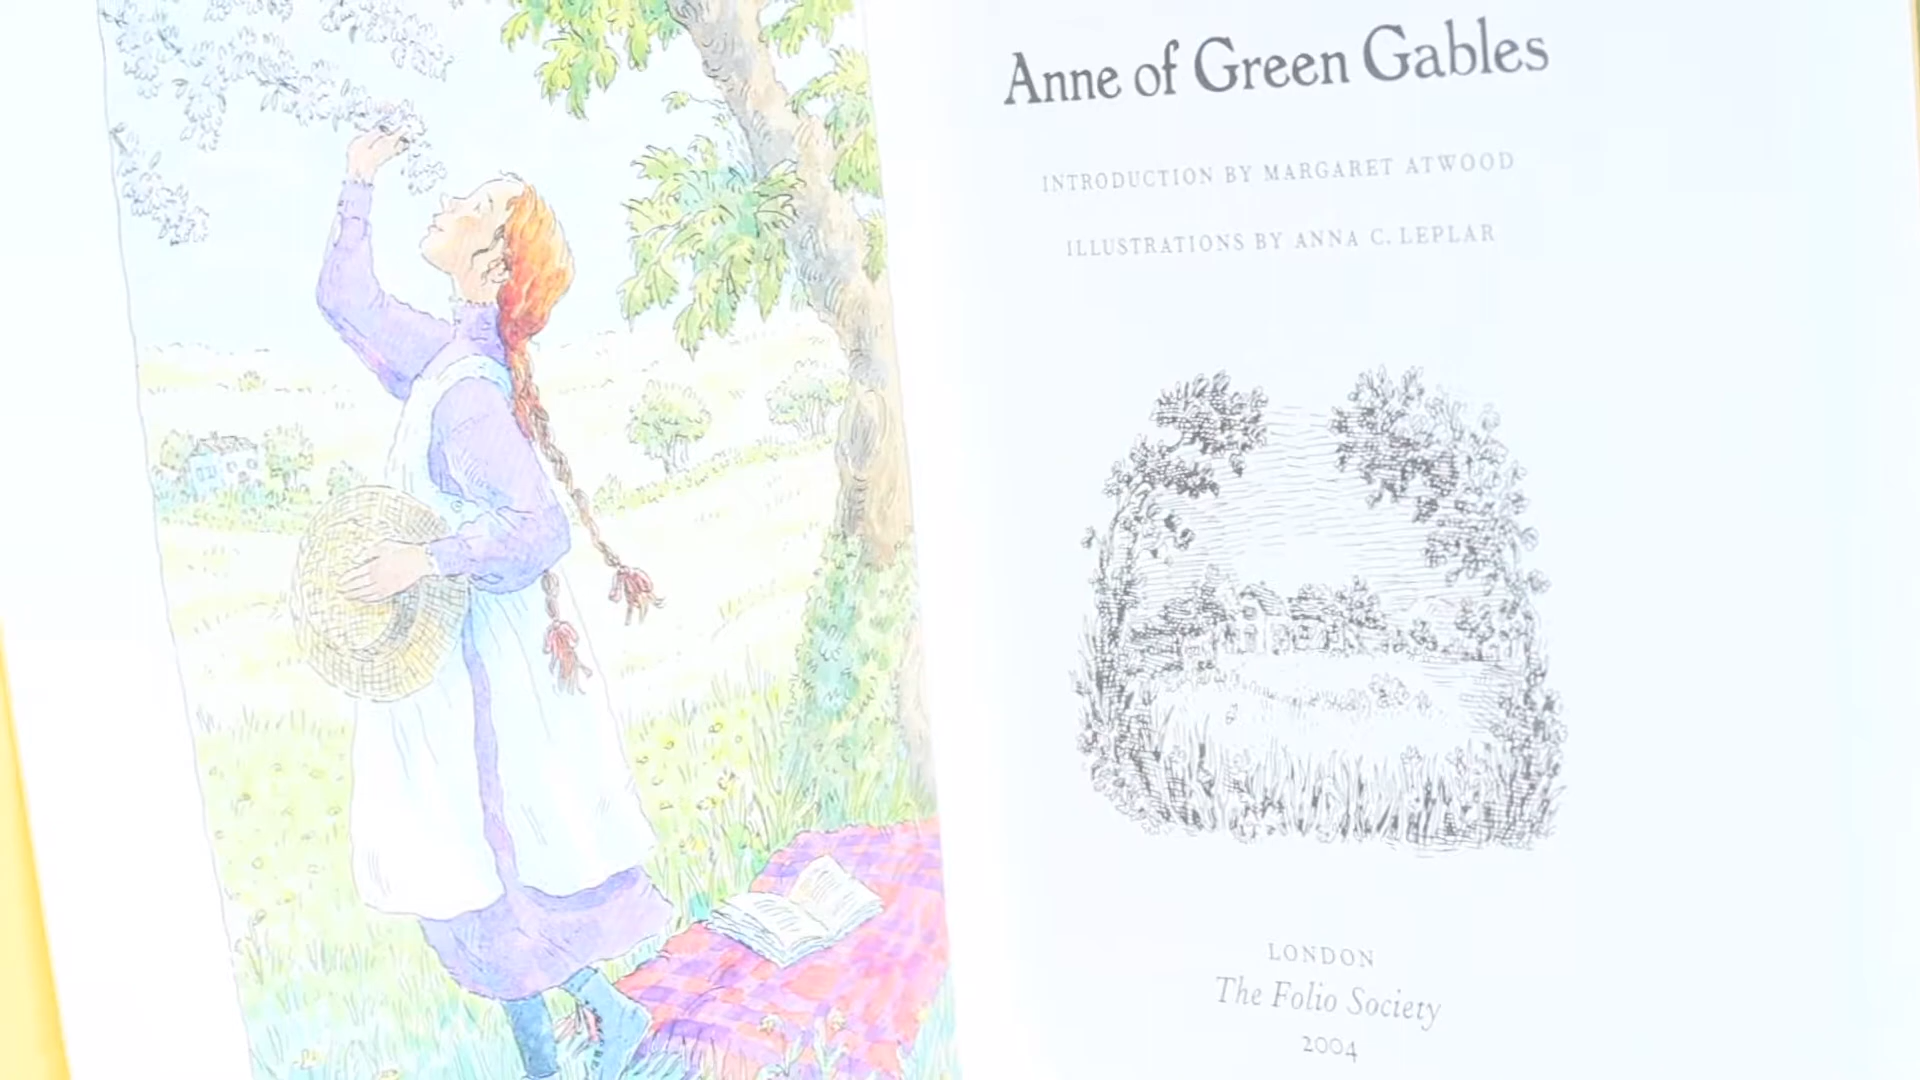 Anne of Green Gables
INTRODUCTION BY MARGARET ATWOOD
ILLUSTRATIONS BY ANNA C. LEPLAR
LONDON
The Folio Society
2004